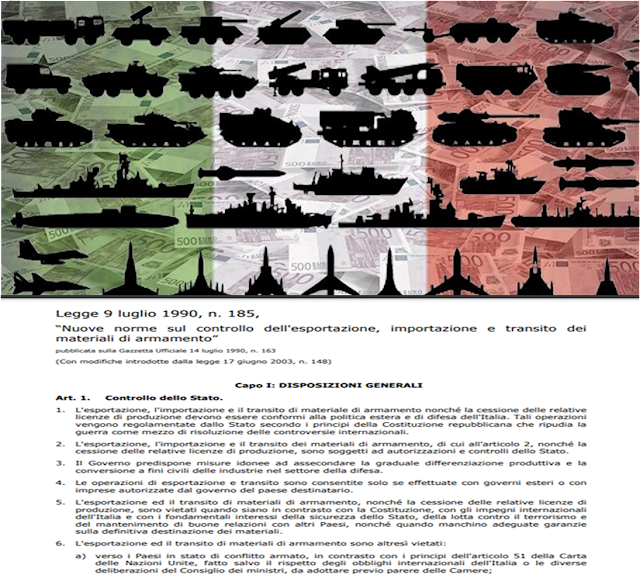 Legge 9 luglio 1990, n. 185,
"Nuove norme sul controllo dell'esportazione, importazione e transito dei
materiali di armamento"
pubblicata sulla Gazzetta Ufficiale 14 luglio 1990, n. 163
(Con modifiche introdotte dalla legge 17 giugno 2003, n. 148)
Capo I: DISPOSIZIONI GENERALI
Art. 1. Controllo dello Stato.
1. L'esportazione, l'importazione e il transito di materiale di armamento nonché la cessione delle relative
licenze di produzione devono essere conformi alla politica estera e di difesa dell'Italia. Tali operazioni
vengono regolamentate dallo Stato secondo i principi della Costituzione repubblicana che ripudia la
guerra come mezzo di risoluzione delle controversie internazionali.
2. L'esportazione, l'importazione e il transito dei materiali di armamento, di cui all'articolo 2, nonché la
cessione delle relative licenze di produzione, sono soggetti ad autorizzazioni e controlli dello Stato.
3. Il Governo predispone misure idonee ad assecondare la graduale differenziazione produttiva e la
conversione a fini civili delle industrie nel settore della difesa.
4. Le operazioni di esportazione e transito sono consentite solo se effettuate con governi esteri o con
imprese autorizzate dal governo del paese destinatario.
5. L'esportazione ed il transito di materiali di armamento, nonché la cessione delle relative licenze di
produzione, sono vietati quando siano in contrasto con la Costituzione, con gli impegni internazionali
dell'Italia e con i fondamentali interessi della sicurezza dello Stato, della lotta contro il terrorismo e
del mantenimento di buone relazioni con altri Paesi, nonché quando manchino adeguate garanzie
sulla definitiva destinazione dei materiali.
6. L'esportazione ed il transito di materiali di armamento sono altresì vietati:
a) verso i Paesi in stato di conflitto armato, in contrasto con i principi dell'articolo 51 della Carta
delle Nazioni Unite, fatto salvo il rispetto degli obblighi internazionali dell'Italia o le diverse
deliberazioni del Consiglio dei ministri, da adottare previo parere delle Camere;